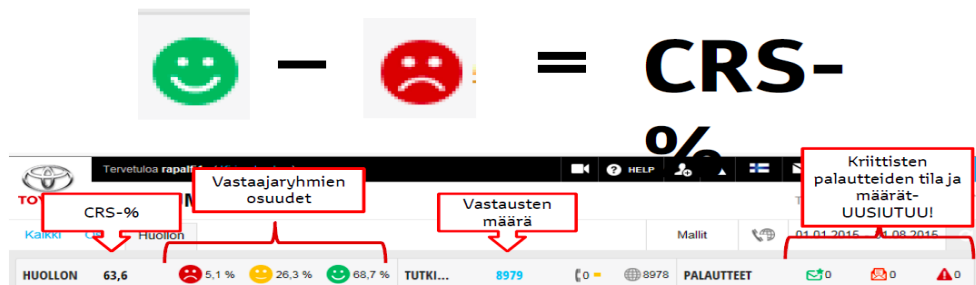 CRS-
%
Tervetuloa
HELP
Vastaajaryhmien
osuudet
Kriittisten
palautteiden tila ja
määrät-
UUSIUTUU!
CRS-%
Vastausten
määrä
Kaikki
Huollon
Mallit
01.01.2015 - 01.08.2015
HUOLLON 63,6 5,1 % 26,3 % 68,7 % TUTKI... 8979 0 8978 PALAUTTEET 0 0 0